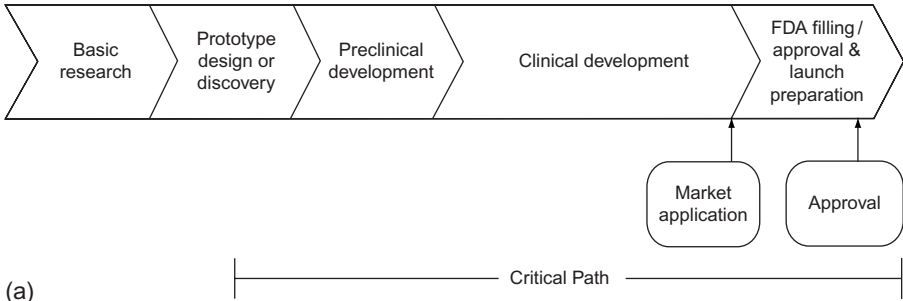 Basic
research
Prototype
design or
discovery
Preclinical
development
Clinical development
FDA filling/
approval &
launch
preparation
Market
application
Approval
Critical Path
(a)